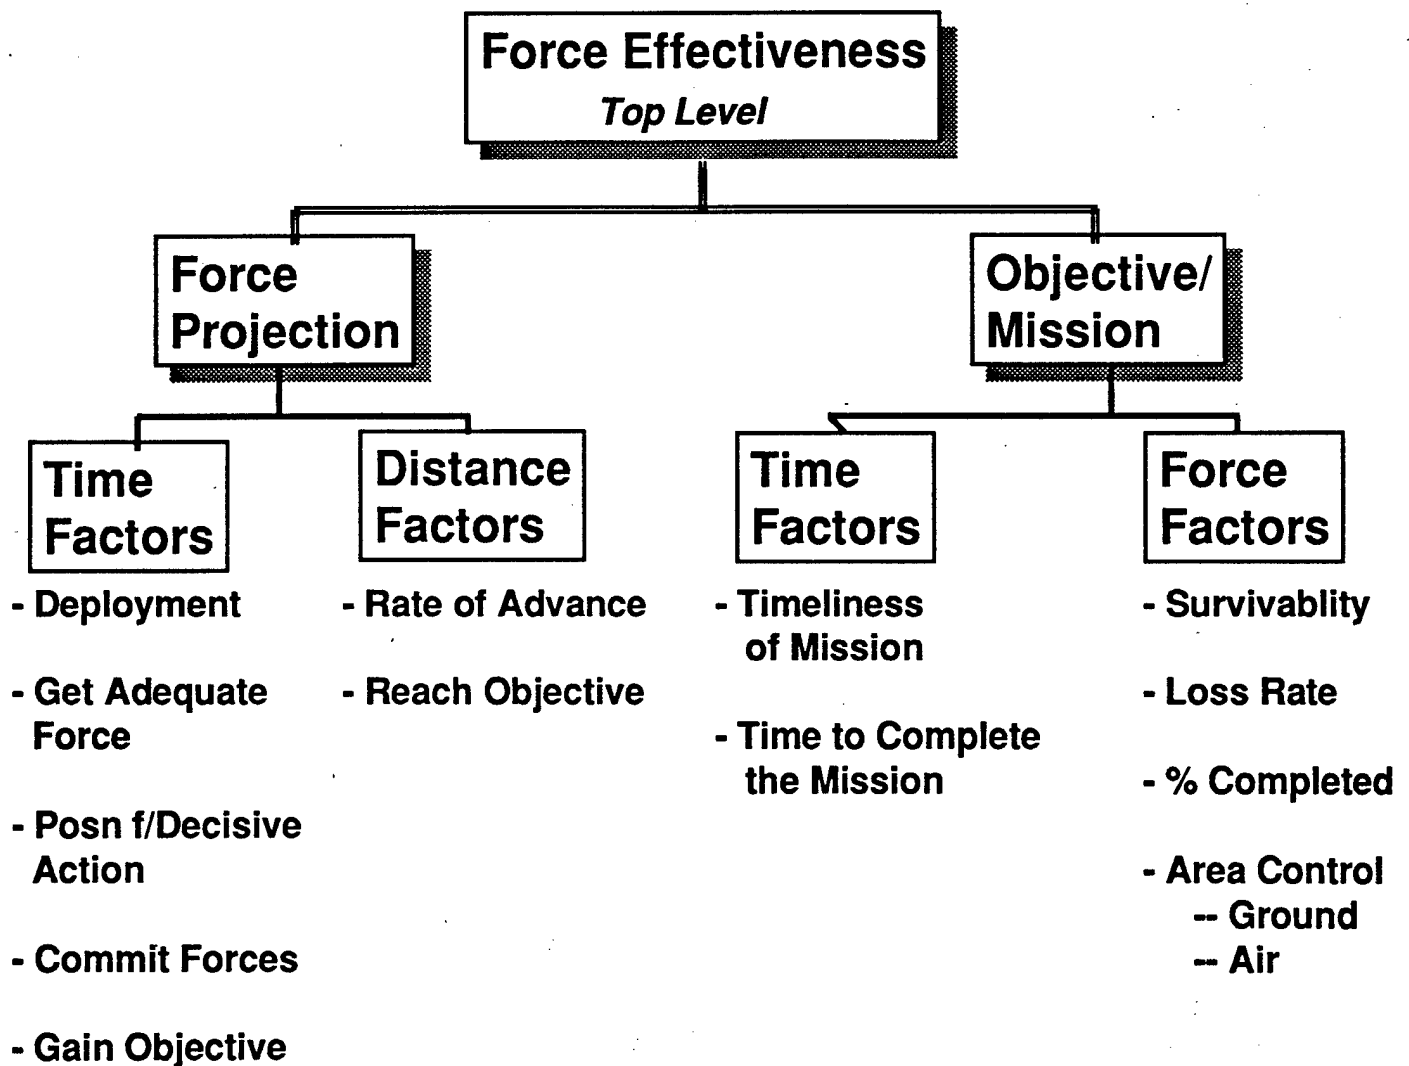 Force Effectiveness
Top Level
Force
Projection
Objective/
Mission
Time
Factors
- Deployment
- Get Adequate
Force
- Posn f/Decisive
Action
- Commit Forces
- Gain Objective
Distance
Factors
- Rate of Advance
- Reach Objective
Time
Factors
- Timeliness
of Mission
- Time to Complete
the Mission
Force
Factors
- Survivablity
- Loss Rate
- % Completed
- Area Control
-- Ground
-- Air